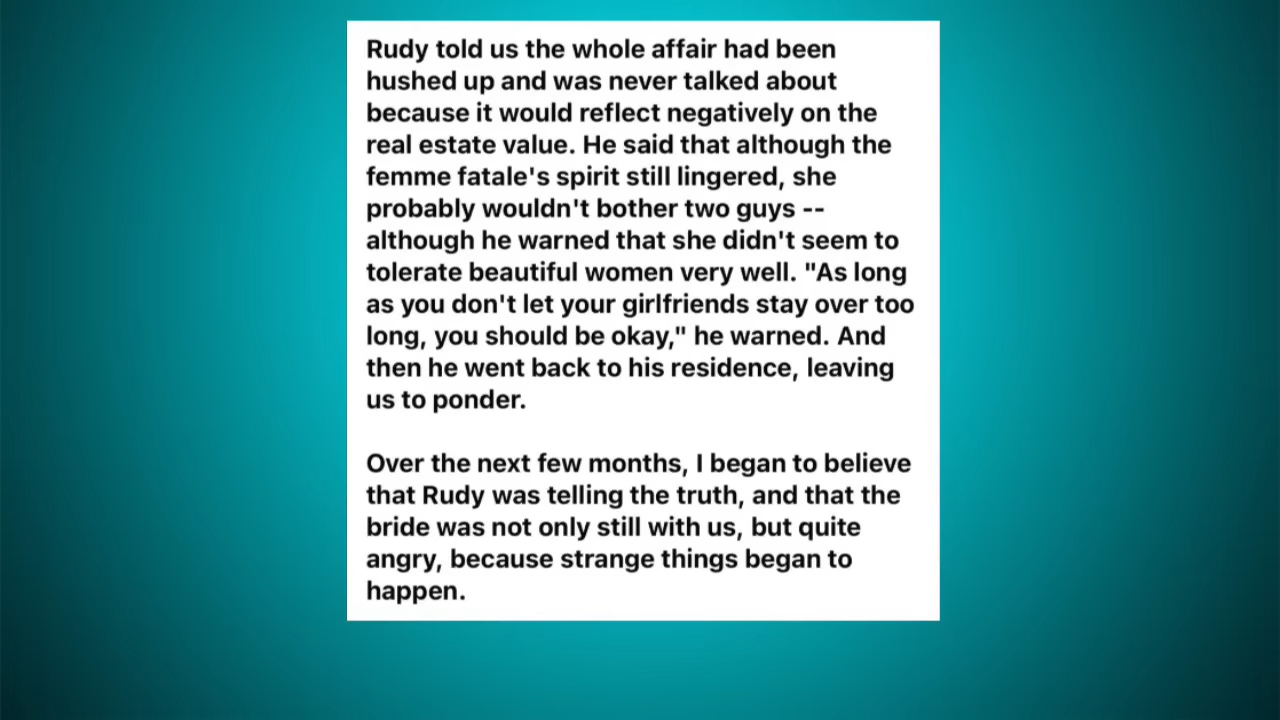 Rudy told us the whole affair had been
hushed up and was never talked about
because it would reflect negatively on the
real estate value. He said that although the
femme fatale's spirit still lingered, she
probably wouldn't bother two guys --
although he warned that she didn't seem to
tolerate beautiful women very well. "As long
as you don't let your girlfriends stay over too
long, you should be okay," he warned. And
then he went back to his residence, leaving
us to ponder.
Over the next few months, I began to believe
that Rudy was telling the truth, and that the
bride was not only still with us, but quite
angry, because strange things began to
happen.